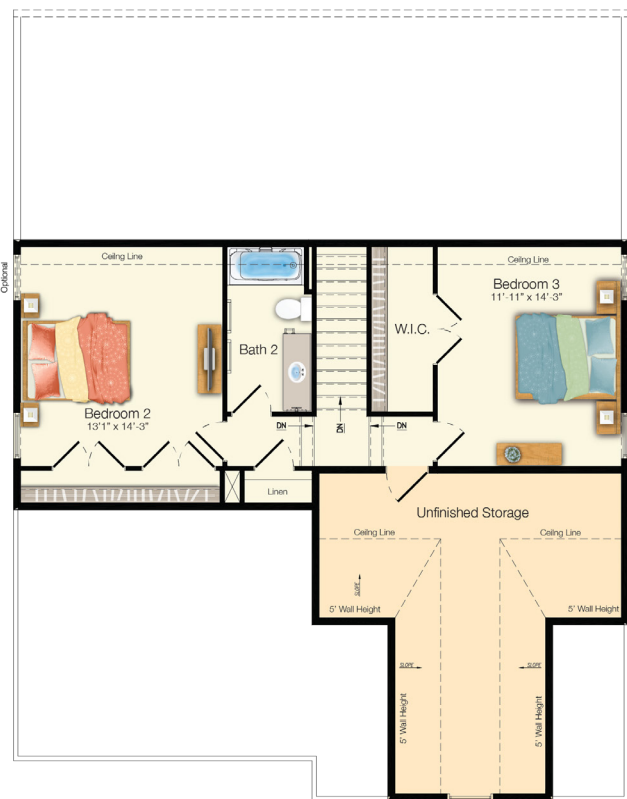 Optional
Ceilng Line
Ceilng Line
Bedroom 3
11'-11" x 14'-3"
W.I.C.
Bath 2
Bedroom 2
13'1" x 14'-3"
DN
DN
DN
Linen
Unfinished Storage
Ceilng Line
Ceilng Line
SLOPE
5' Wall Height
5' Wall Height
SLOPE
SLOPE
5' Wall Height
5' Wall Height